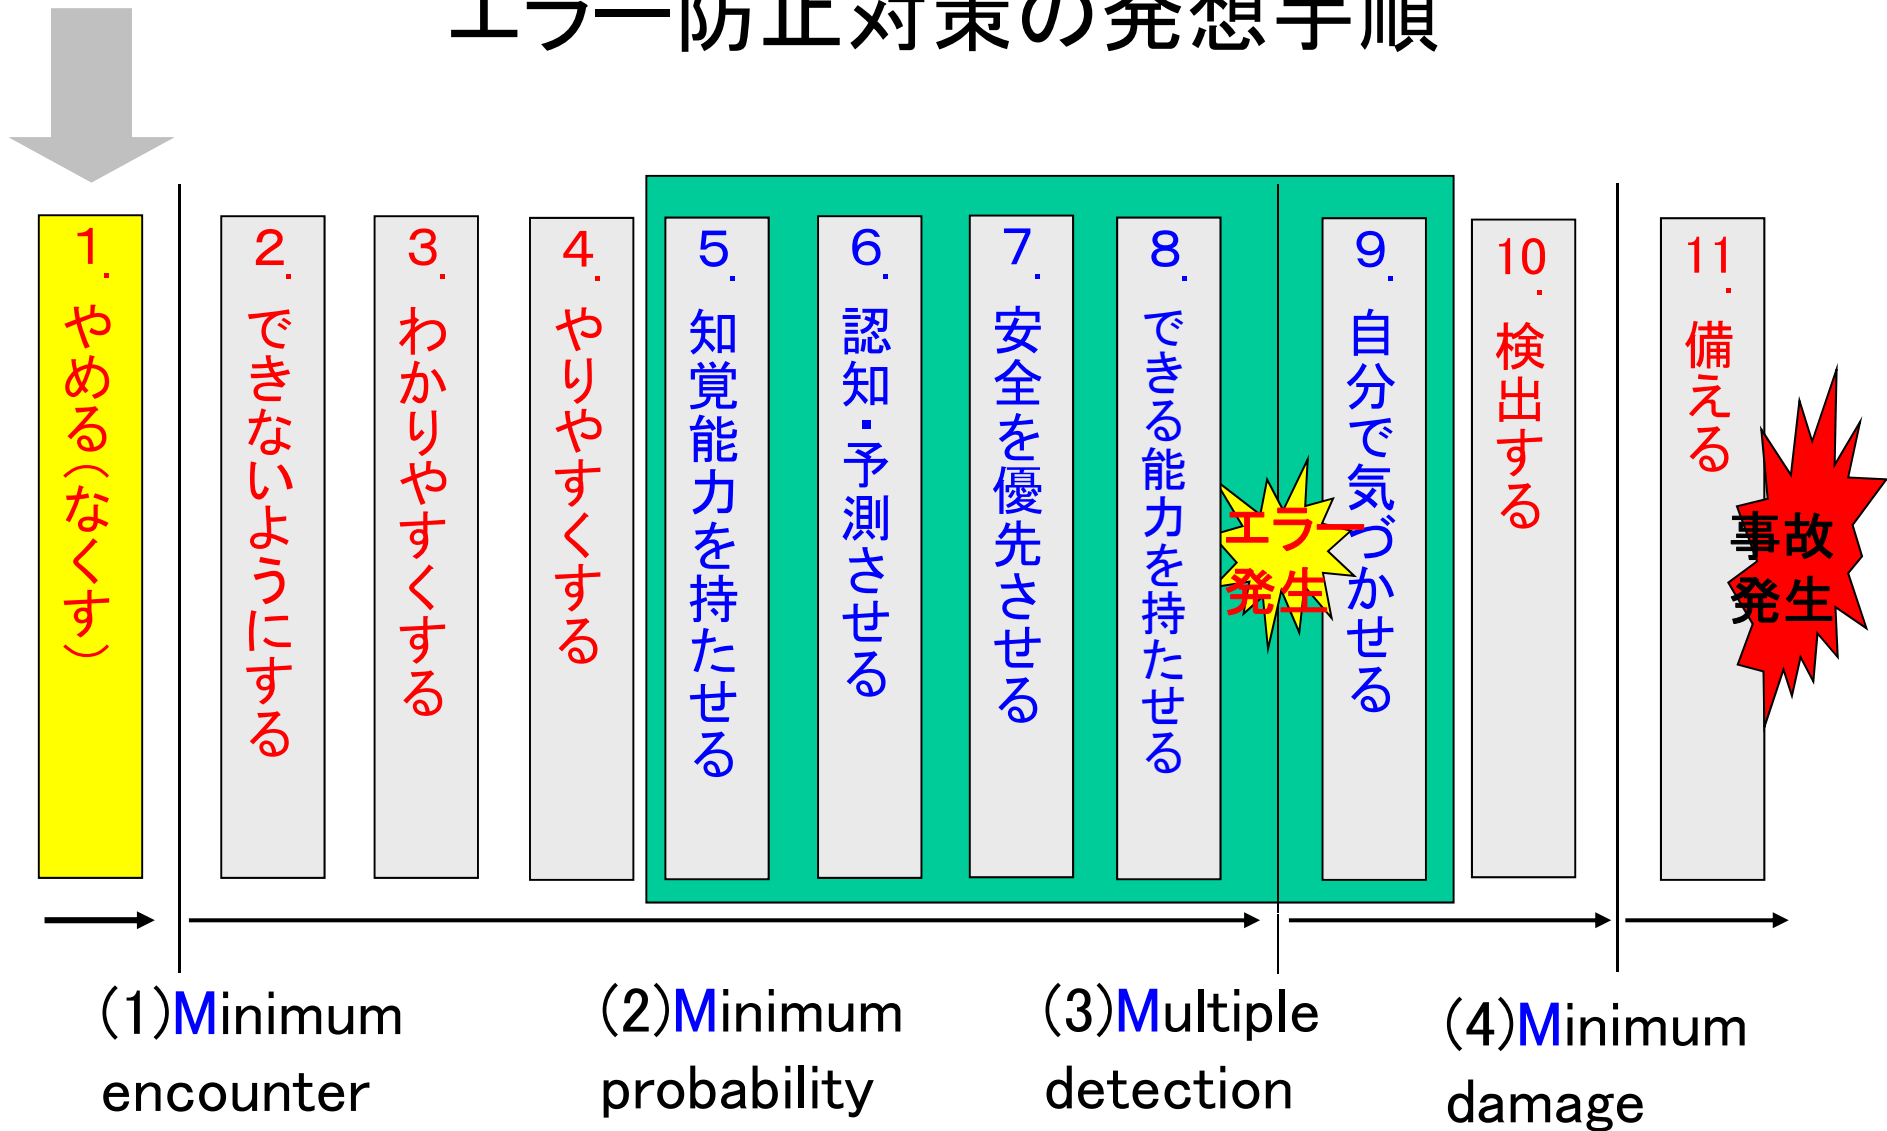 エラー防止対策の発想手順
1.やめる(なくす)
2.できないようにする
3.わかりやすくする
4.やりやすくする
5.知覚能力を持たせる
6.認知・予測させる
7.安全を優先させる
8.できる能力を持たせる
エラー
発生
9.自分で気づかせる
10.検出する
11.備える
事故
発生
(1)Minimum
encounter
(2)Minimum
probability
(3)Multiple
detection
(4)Minimum
damage